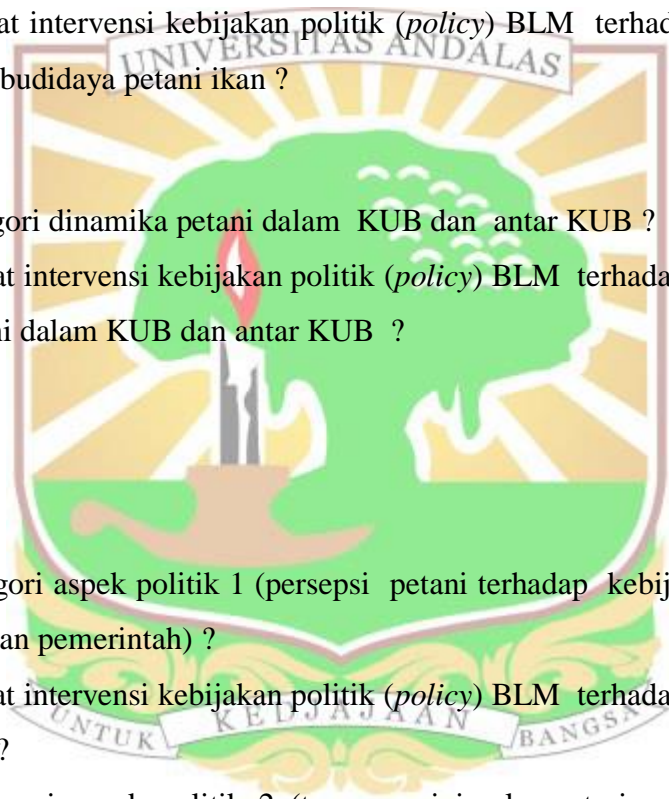 at intervensi kebijakan politik (policy) BLM terhad
UNIVERSITAS ANDALAS
budidaya petani ikan ?
gori dinamika petani dalam KUB dan antar KUB ?
at intervensi kebijakan politik (policy) BLM terhada
ni dalam KUB dan antar KUB ?
gori aspek politik 1 (persepsi petani terhadap kebij
an pemerintah) ?
at intervensi kebijakan politik (policy) BLM terhada
UNTUK KEDJAJAAN BANGSA
?